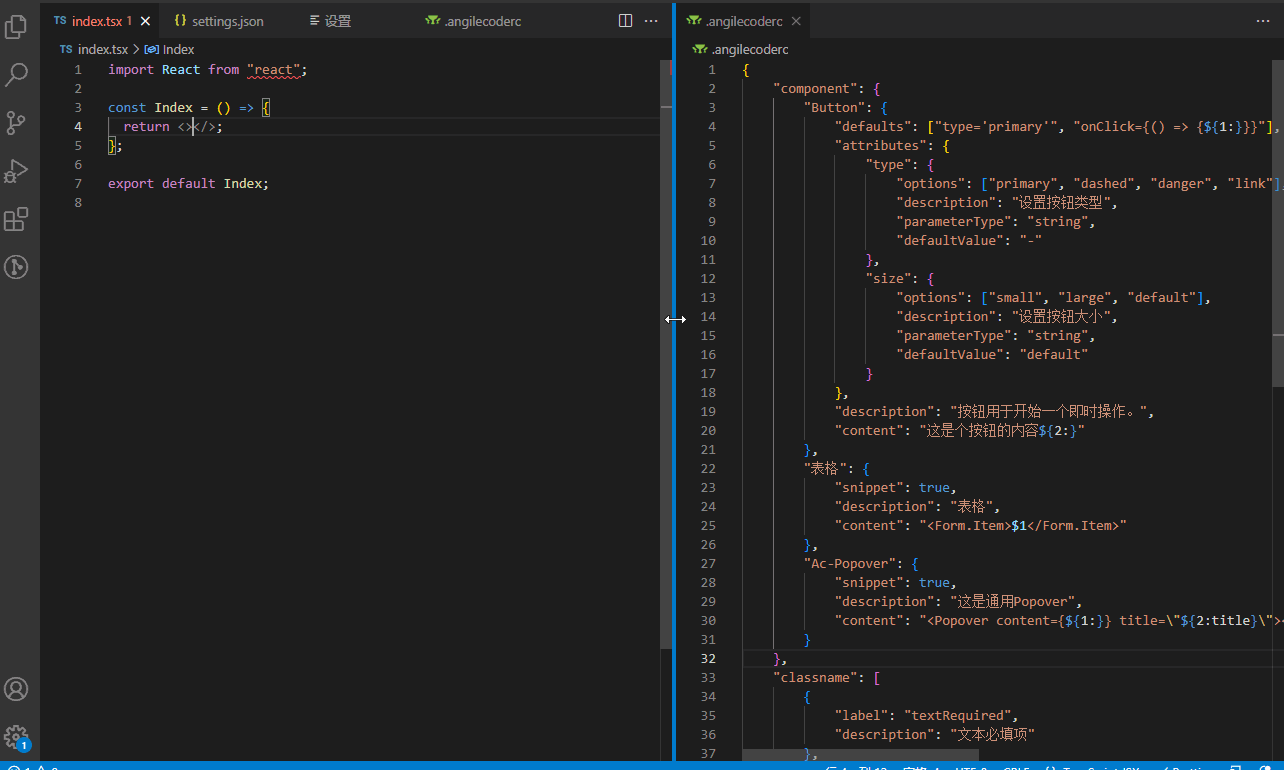 TS index.tsx 1 × {} settings.json 设置 .angilecoderc ···
TS index.tsx > Index
1 import React from "react";
2
3 const Index = () => {
4 return <></>;
5 };
6
7 export default Index;
8
.angilecoderc × ···
.angilecoderc
1 {
2 "component": {
3 "Button": {
4 "defaults": ["type='primary'", "onClick={() => {${1:}}}"],
5 "attributes": {
6 "type": {
7 "options": ["primary", "dashed", "danger", "link"],
8 "description": "设置按钮类型",
9 "parameterType": "string",
10 "defaultValue": "-"
11 },
12 "size": {
13 "options": ["small", "large", "default"],
14 "description": "设置按钮大小",
15 "parameterType": "string",
16 "defaultValue": "default"
17 }
18 },
19 "description": "按钮用于开始一个即时操作。",
20 "content": "这是个按钮的内容${2:}"
21 },
22 "表格": {
23 "snippet": true,
24 "description": "表格",
25 "content": "<Form.Item>$1</Form.Item>"
26 },
27 "Ac-Popover": {
28 "snippet": true,
29 "description": "这是通用Popover",
30 "content": "<Popover content={${1:}} title=\"${2:title}\"><
31 }
32 },
33 "classname": [
34 {
35 "label": "textRequired",
36 "description": "文本必填项"
37 },
1